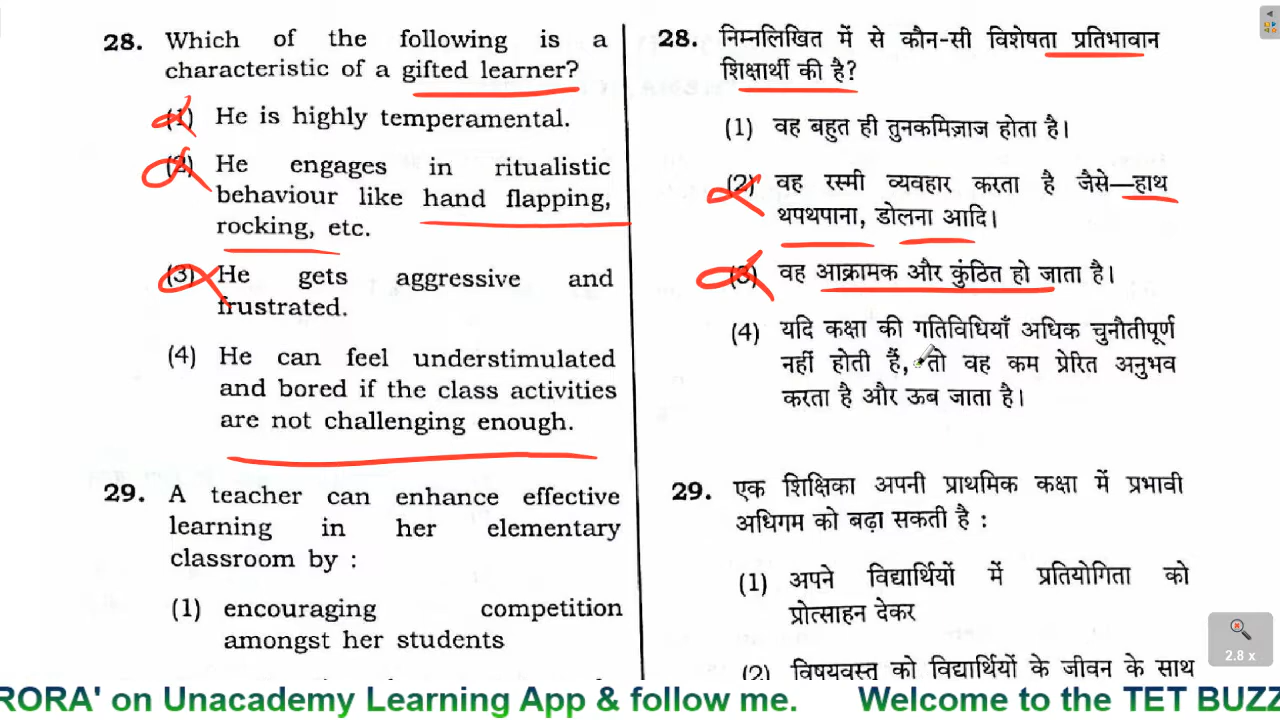 28. Which of the following is a
characteristic of a gifted learner?
(1) He is highly temperamental.
(2) He engages in ritualistic
behaviour like hand flapping,
rocking, etc.
(3) He gets aggressive and
frustrated.
(4) He can feel understimulated
and bored if the class activities
are not challenging enough.
29. A teacher can enhance effective
learning in her elementary
classroom by :
(1) encouraging competition
amongst her students
28. निम्नलिखित में से कौन-सी विशेषता प्रतिभावान
शिक्षार्थी की है?
(1) वह बहुत ही तुनकमिज़ाज होता है।
(2) वह रस्मी व्यवहार करता है जैसे—हाथ
थपथपाना, डोलना आदि।
(3) वह आक्रामक और कुंठित हो जाता है।
(4) यदि कक्षा की गतिविधियाँ अधिक चुनौतीपूर्ण
नहीं होती हैं, तो वह कम प्रेरित अनुभव
करता है और ऊब जाता है।
29. एक शिक्षिका अपनी प्राथमिक कक्षा में प्रभावी
अधिगम को बढ़ा सकती है :
(1) अपने विद्यार्थियों में प्रतियोगिता को
प्रोत्साहन देकर
(2) विषयवस्तु को विद्यार्थियों के जीवन के साथ
2.8 x
RORA' on Unacademy Learning App & follow me. Welcome to the TET BUZZ